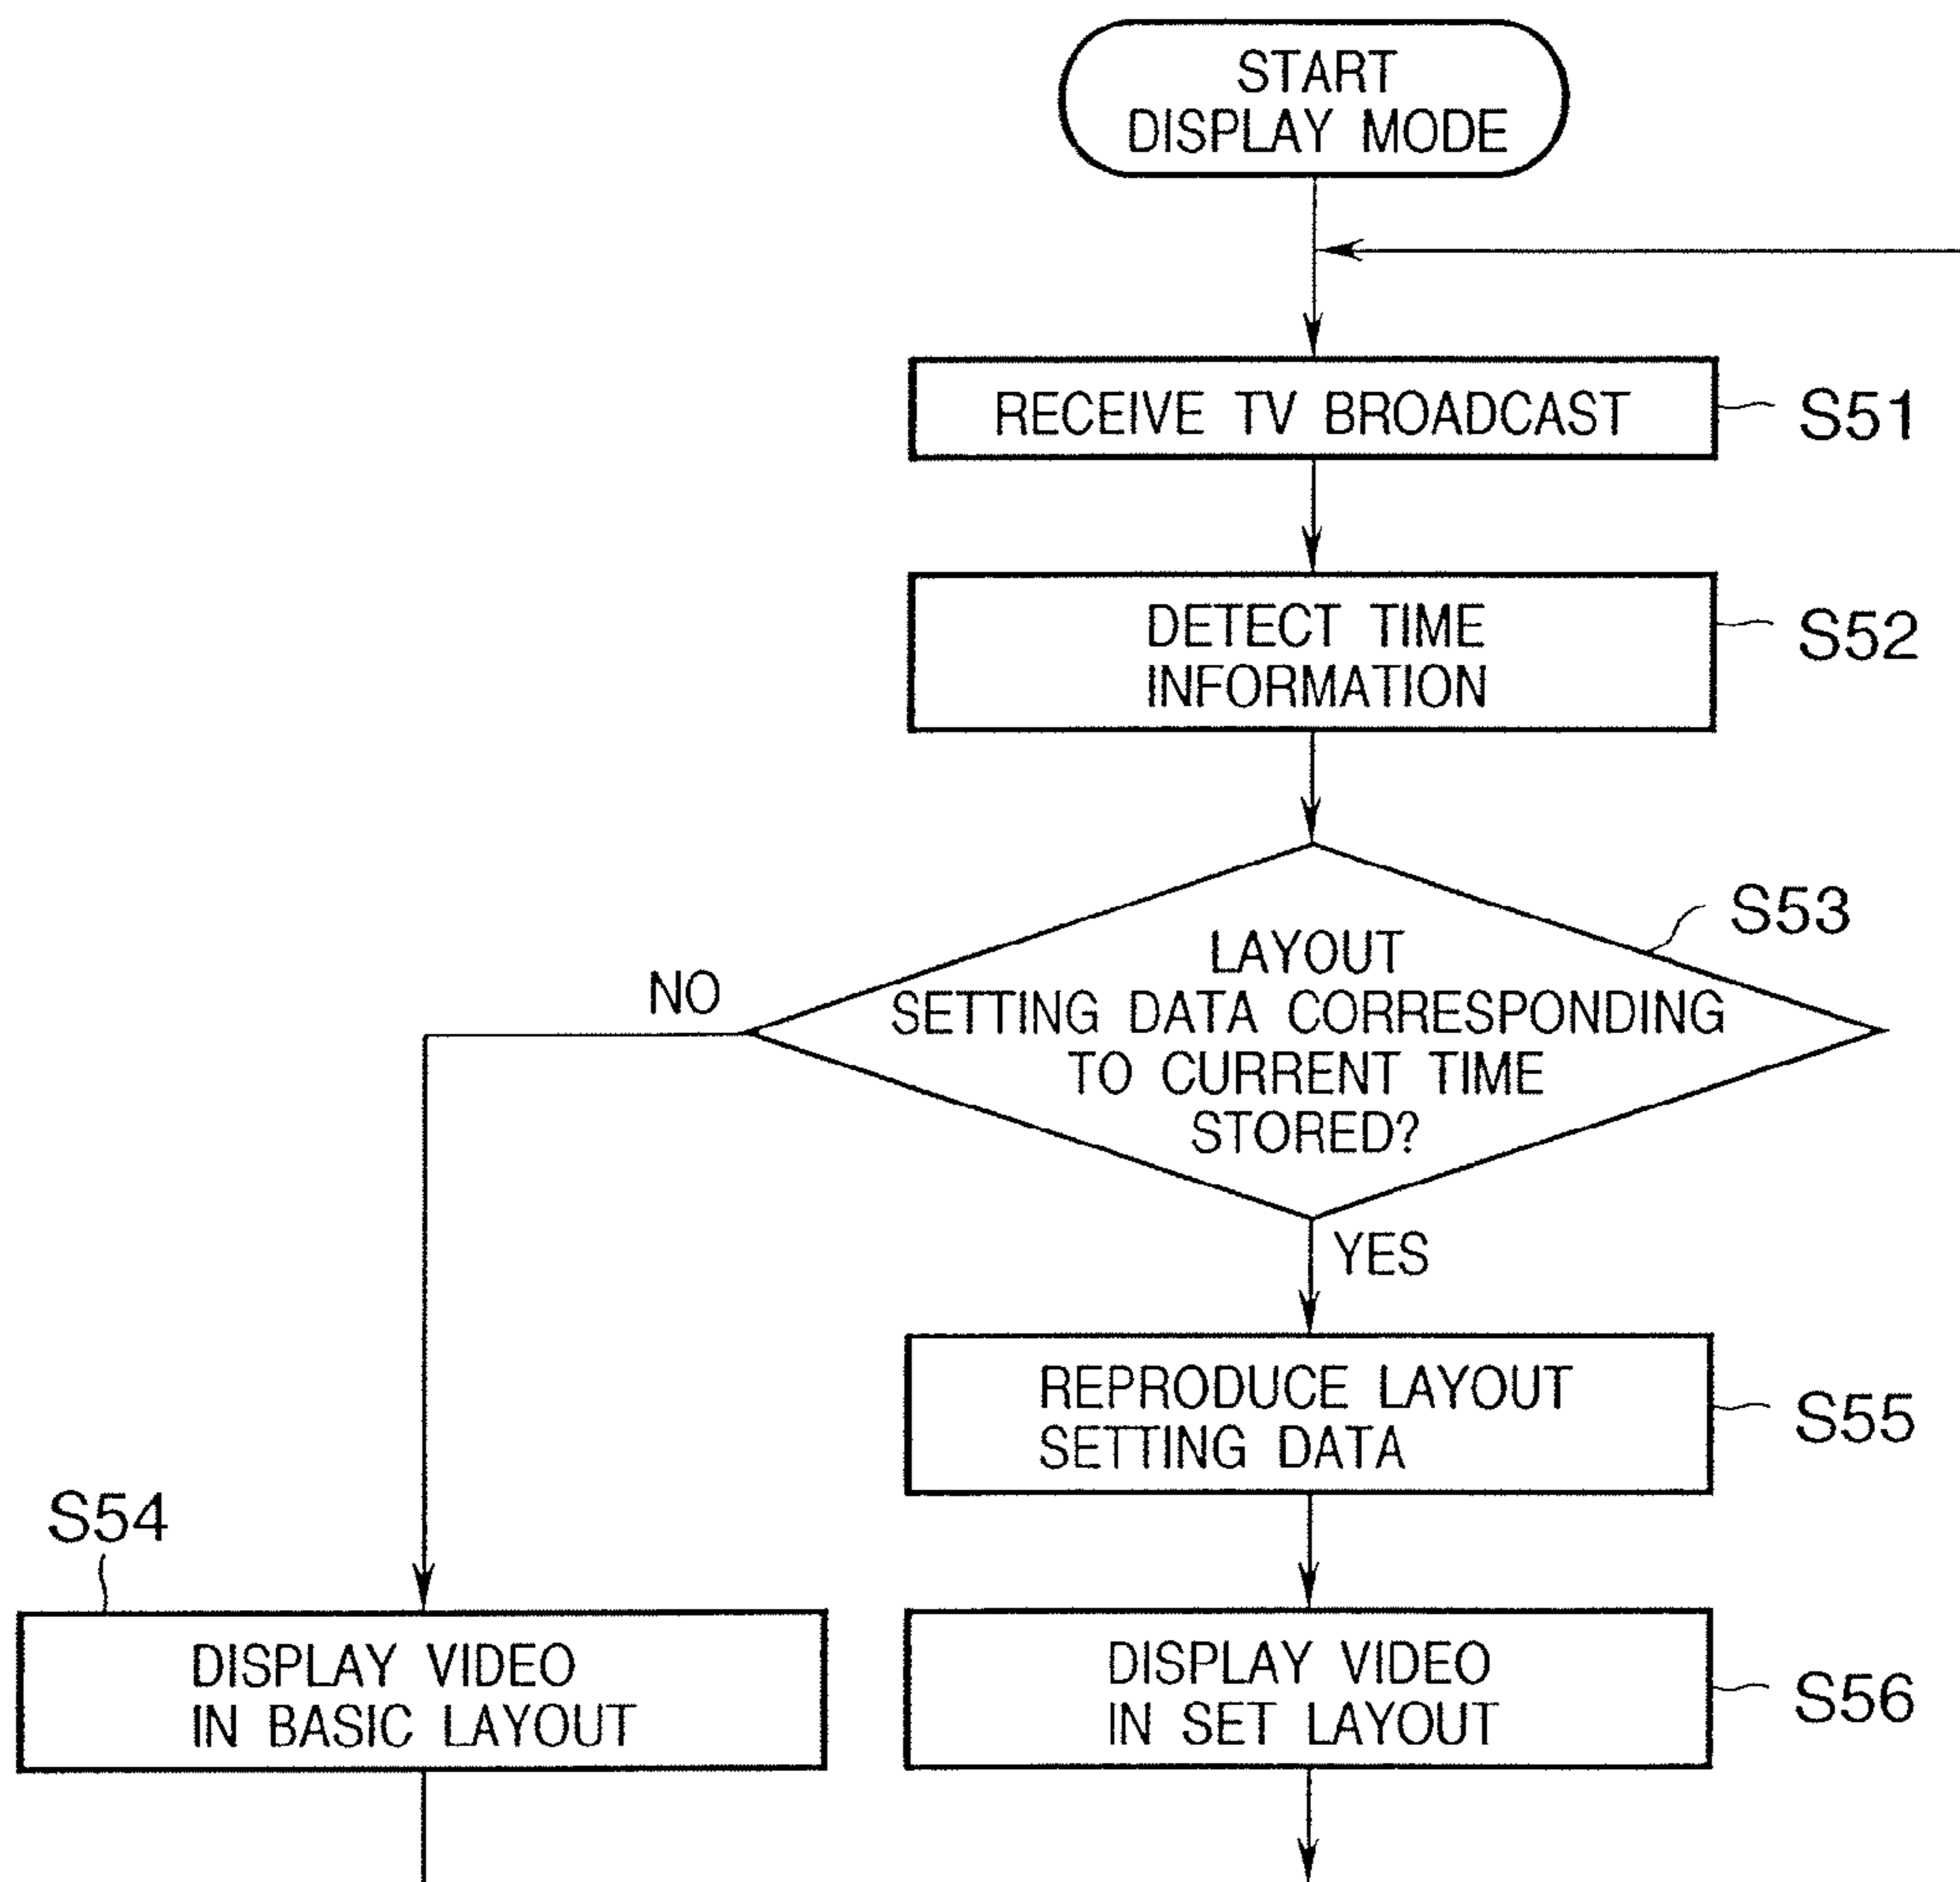 START
DISPLAY MODE
RECEIVE TV BROADCAST
S51
DETECT TIME
INFORMATION
S52
S53
LAYOUT
SETTING DATA CORRESPONDING
TO CURRENT TIME
STORED?
NO
YES
REPRODUCE LAYOUT
SETTING DATA
S55
S54
DISPLAY VIDEO
IN BASIC LAYOUT
DISPLAY VIDEO
IN SET LAYOUT
S56